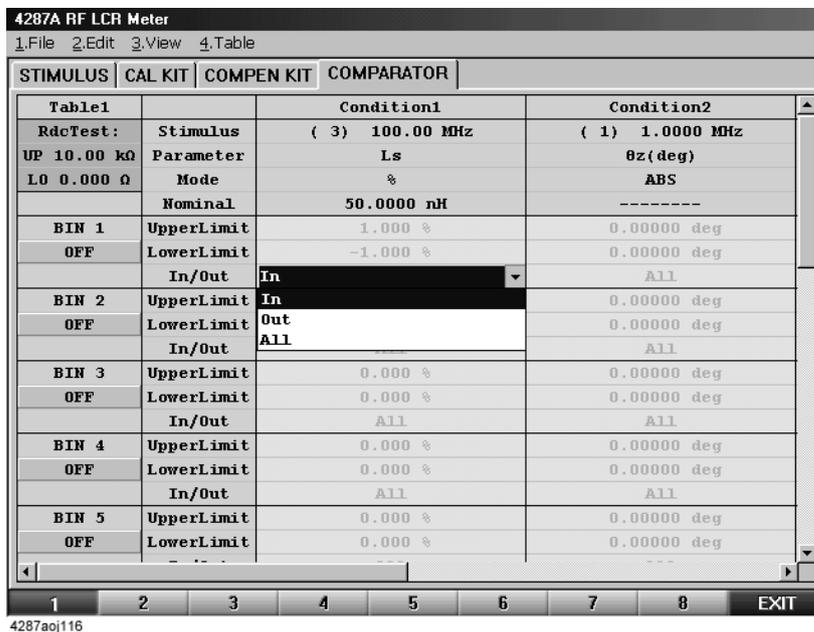 4287A RF LCR Meter
1.File 2.Edit 3.View 4.Table
STIMULUS CAL KIT COMPEN KIT COMPARATOR
Table1 Condition1 Condition2
RdcTest: Stimulus ( 3) 100.00 MHz ( 1) 1.0000 MHz
UP 10.00 kΩ Parameter Ls θz(deg)
LO 0.000 Ω Mode % ABS
Nominal 50.0000 nH --------
BIN 1 UpperLimit 1.000 % 0.00000 deg
OFF LowerLimit -1.000 % 0.00000 deg
In/Out In All
BIN 2 UpperLimit In 0.00000 deg
OFF LowerLimit Out 0.00000 deg
In/Out All All
BIN 3 UpperLimit 0.000 % 0.00000 deg
OFF LowerLimit 0.000 % 0.00000 deg
In/Out All All
BIN 4 UpperLimit 0.000 % 0.00000 deg
OFF LowerLimit 0.000 % 0.00000 deg
In/Out All All
BIN 5 UpperLimit 0.000 % 0.00000 deg
OFF LowerLimit 0.000 % 0.00000 deg
1 2 3 4 5 6 7 8 EXIT
4287aoj116